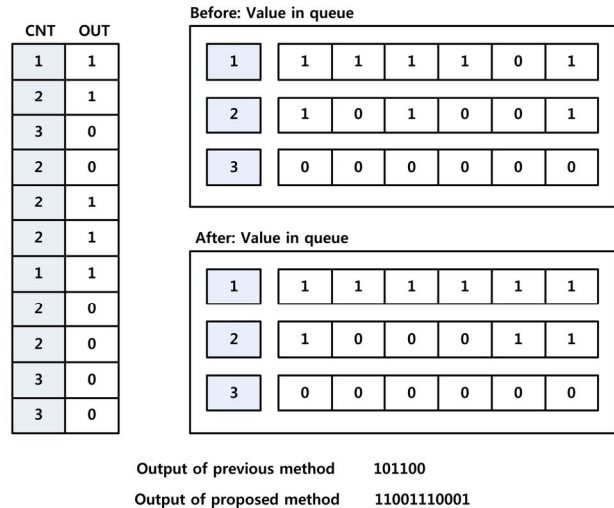 CNT OUT
1 1
2 1
3 0
2 0
2 1
2 1
1 1
2 0
2 0
3 0
3 0
Before: Value in queue
1 1 1 1 1 0 1
2 1 0 1 0 0 1
3 0 0 0 0 0 0
After: Value in queue
1 1 1 1 1 1 1
2 1 0 0 0 1 1
3 0 0 0 0 0 0
Output of previous method 101100
Output of proposed method 11001110001